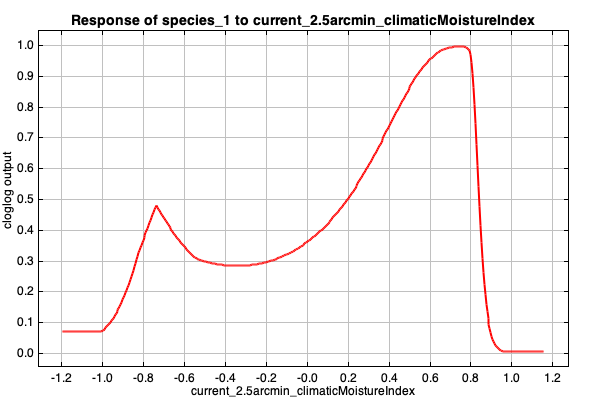 Response of species_1 to current_2.5arcmin_climaticMoistureIndex
1.0
0.9
0.8
0.7
0.6
0.5
0.4
0.3
0.2
0.1
0.0
cloglog output
-1.2 -1.0 -0.8 -0.6 -0.4 -0.2 0.0 0.2 0.4 0.6 0.8 1.0 1.2
current_2.5arcmin_climaticMoistureIndex